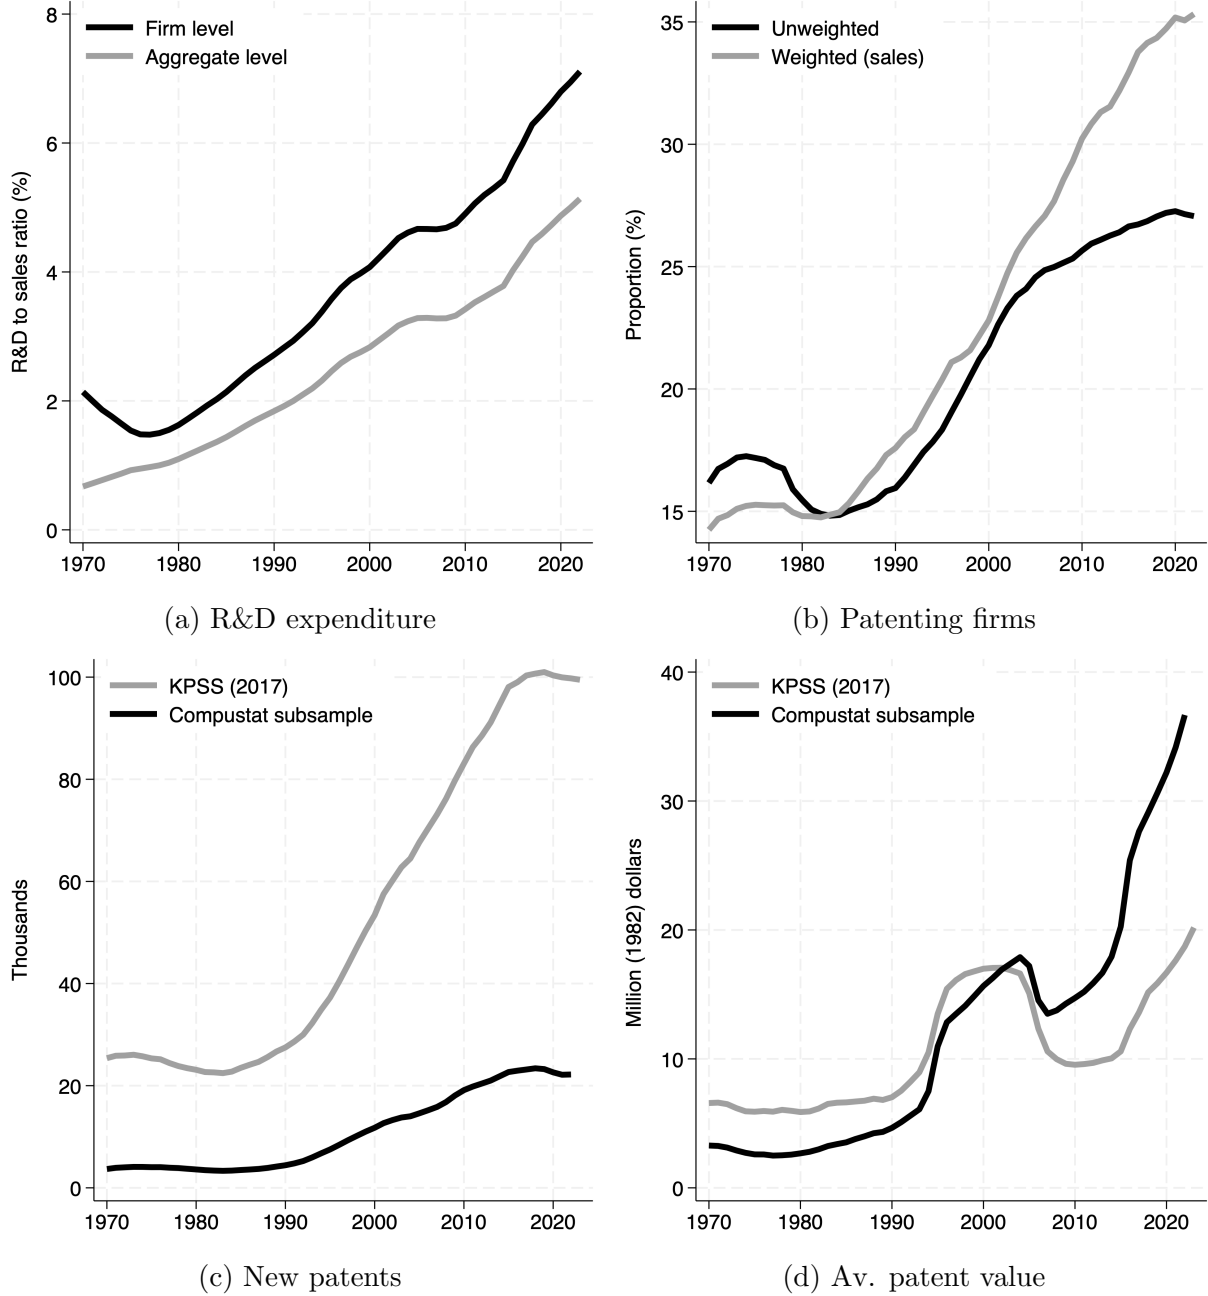 Firm level
Aggregate level
R&D to sales ratio (%)
8
6
4
2
0
1970 1980 1990 2000 2010 2020
(a) R&D expenditure
Unweighted
Weighted (sales)
Proportion (%)
35
30
25
20
15
1970 1980 1990 2000 2010 2020
(b) Patenting firms
KPSS (2017)
Compustat subsample
Thousands
100
80
60
40
20
0
1970 1980 1990 2000 2010 2020
(c) New patents
KPSS (2017)
Compustat subsample
Million (1982) dollars
40
30
20
10
0
1970 1980 1990 2000 2010 2020
(d) Av. patent value